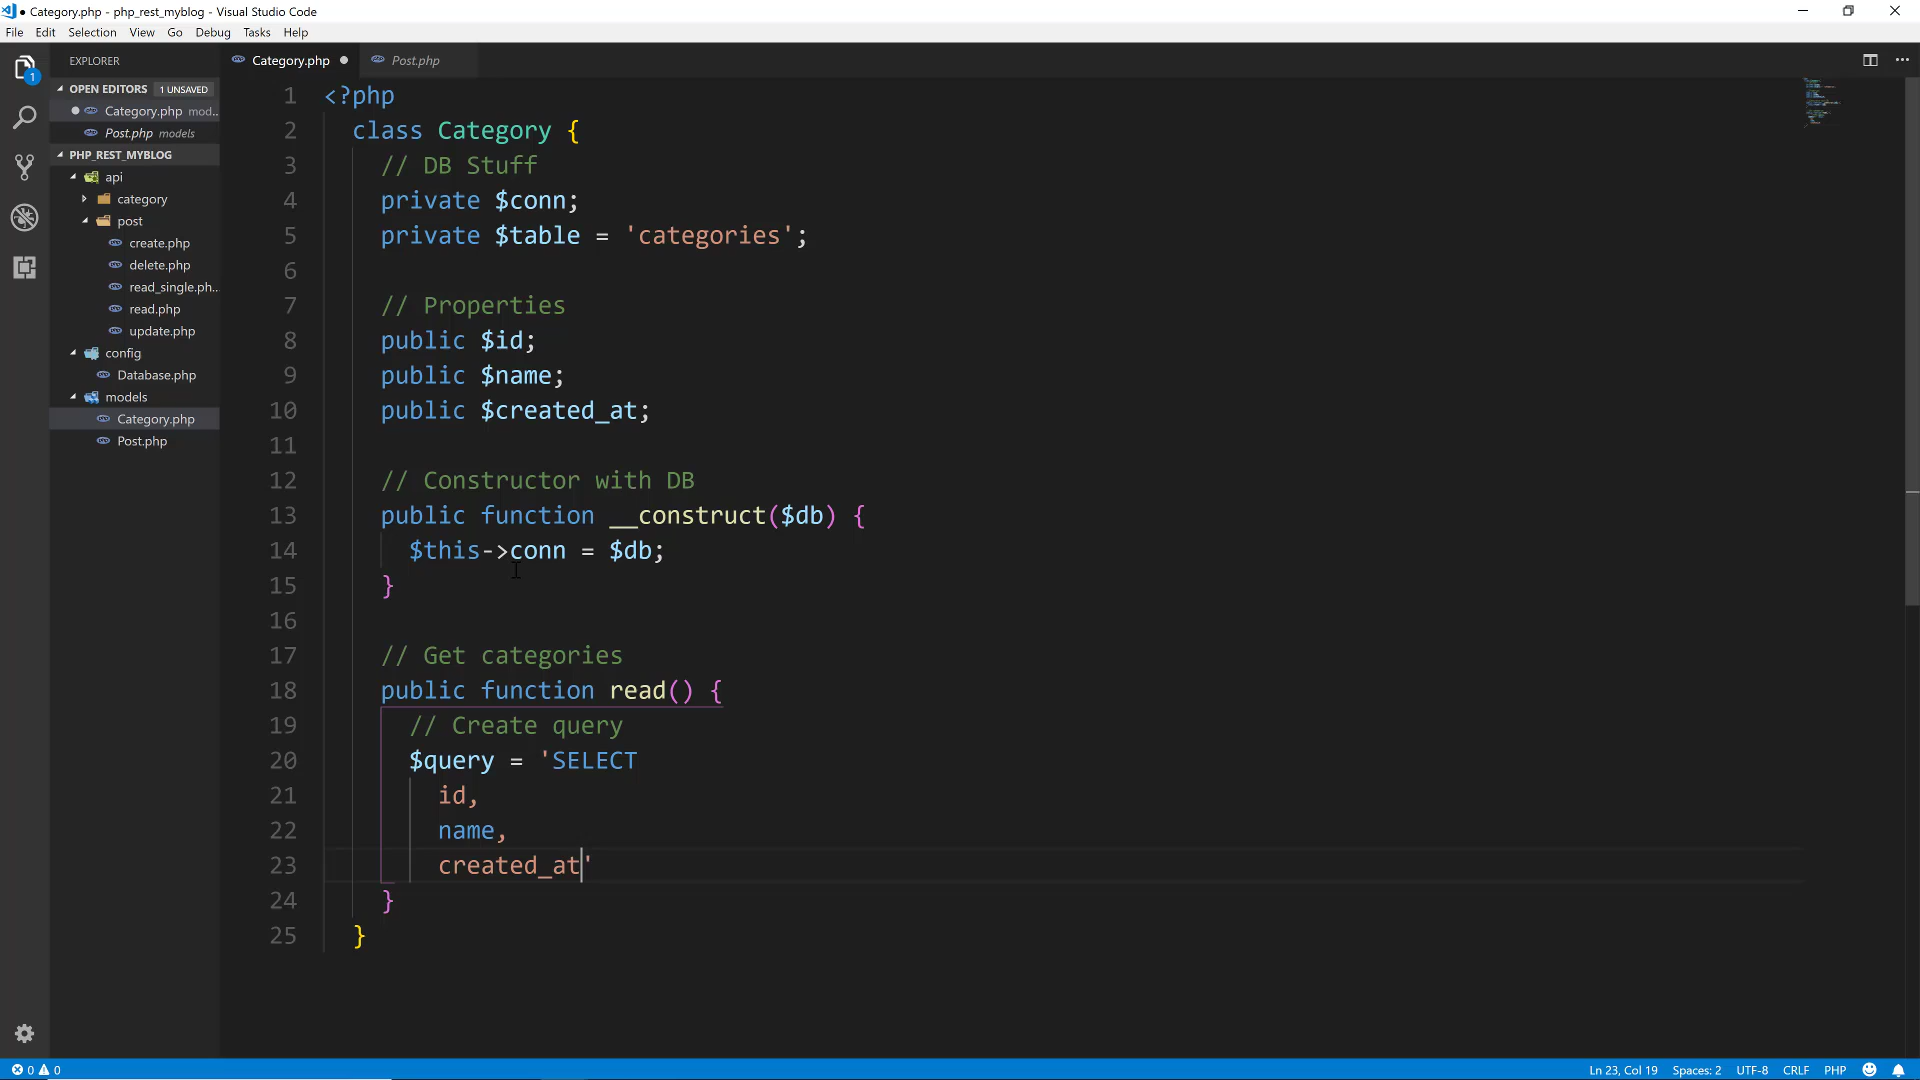 Category.php - php_rest_myblog - Visual Studio Code
File Edit Selection View Go Debug Tasks Help
EXPLORER
OPEN EDITORS 1 UNSAVED
Category.php mod...
Post.php models
PHP_REST_MYBLOG
api
category
post
create.php
delete.php
read_single.ph...
read.php
update.php
config
Database.php
models
Category.php
Post.php
1
Category.php Post.php
1 <?php
2 class Category {
3 // DB Stuff
4 private $conn;
5 private $table = 'categories';
6
7 // Properties
8 public $id;
9 public $name;
10 public $created_at;
11
12 // Constructor with DB
13 public function __construct($db) {
14 $this->conn = $db;
15 }
16
17 // Get categories
18 public function read() {
19 // Create query
20 $query = 'SELECT
21 id,
22 name,
23 created_at'
24 }
25 }
0 0 Ln 23, Col 19 Spaces: 2 UTF-8 CRLF PHP